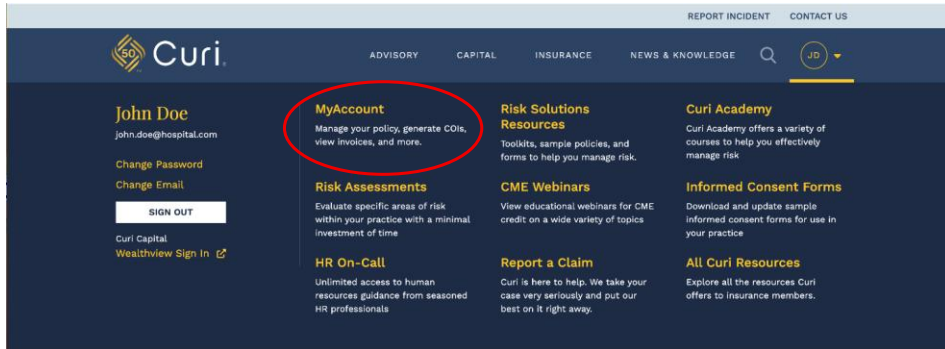 REPORT INCIDENT CONTACT US
50 Curi.
ADVISORY CAPITAL INSURANCE NEWS & KNOWLEDGE JD
John Doe
john.doe@hospital.com
Change Password
Change Email
SIGN OUT
Curi Capital
Wealthview Sign In
MyAccount
Manage your policy, generate COIs,
view invoices, and more.
Risk Solutions
Resources
Toolkits, sample policies, and
forms to help you manage risk.
Curi Academy
Curi Academy offers a variety of
courses to help you effectively
manage risk
Risk Assessments
Evaluate specific areas of risk
within your practice with a minimal
investment of time
CME Webinars
View educational webinars for CME
credit on a wide variety of topics
Informed Consent Forms
Download and update sample
informed consent forms for use in
your practice
HR On-Call
Unlimited access to human
resources guidance from seasoned
HR professionals
Report a Claim
Curi is here to help. We take your
case very seriously and put our
best on it right away.
All Curi Resources
Explore all the resources Curi
offers to insurance members.